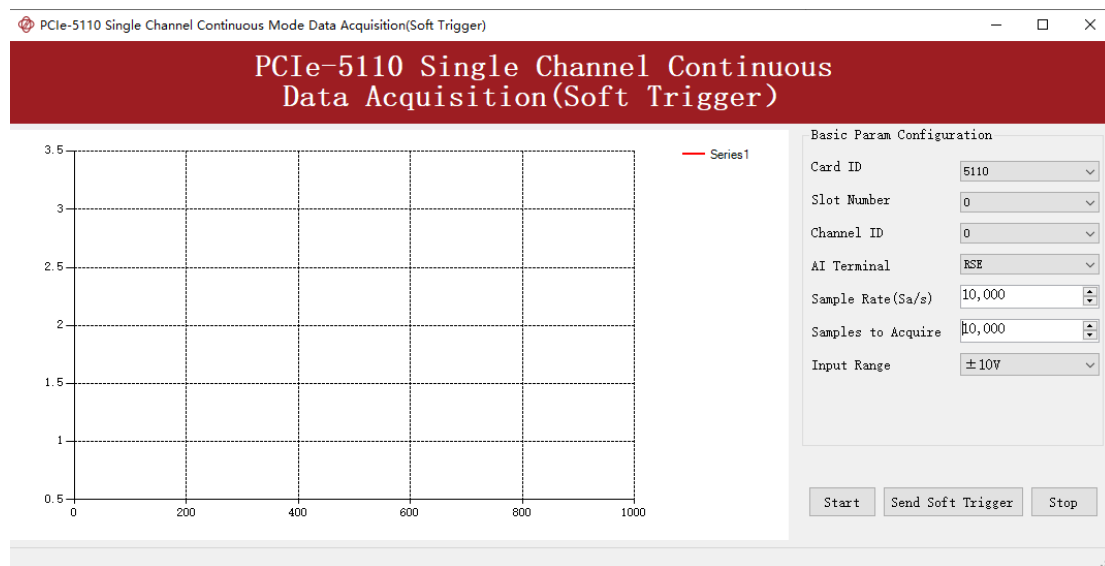 PCIe-5110 Single Channel Continuous Mode Data Acquisition(Soft Trigger)
PCIe-5110 Single Channel Continuous
Data Acquisition(Soft Trigger)
3.5
3
2.5
2
1.5
1
0.5
0 200 400 600 800 1000
Series1
Basic Param Configuration
Card ID 5110
Slot Number 0
Channel ID 0
AI Terminal RSE
Sample Rate(Sa/s) 10,000
Samples to Acquire 10,000
Input Range ±10V
Start Send Soft Trigger Stop